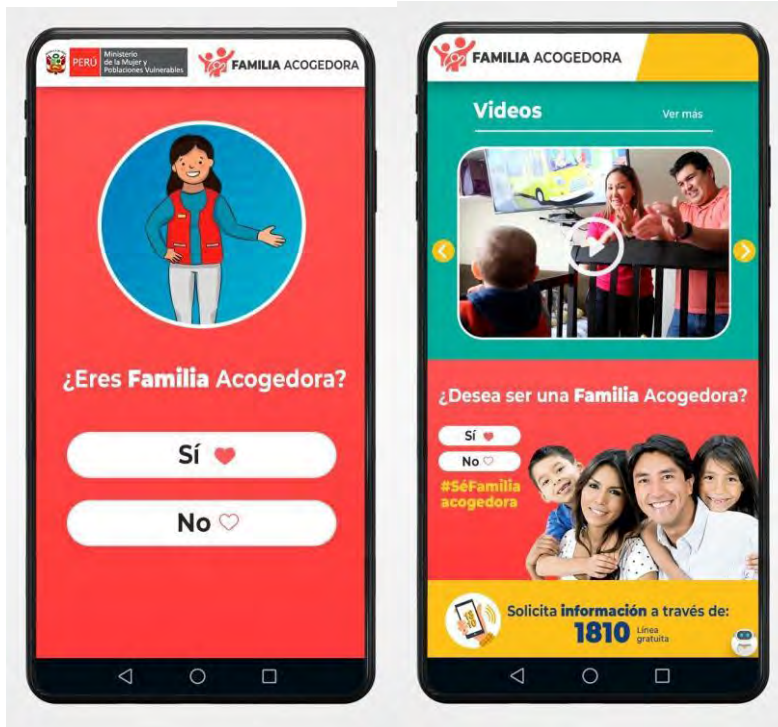 PERÚ
Ministerio
de la Mujer y
Poblaciones Vulnerables
FAMILIA ACOGEDORA
¿Eres Familia Acogedora?
Sí
No
FAMILIA ACOGEDORA
Videos
Ver más
¿Desea ser una Familia Acogedora?
Sí
No
#SéFamilia
acogedora
Solicita información a través de:
1810 Línea
gratuita